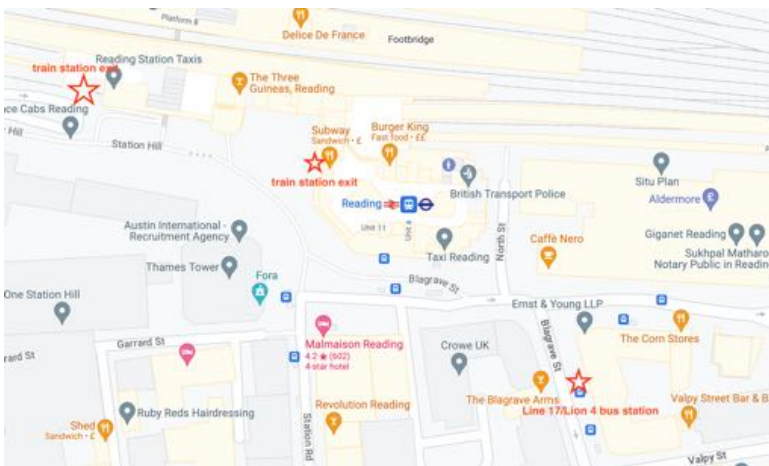 Platform 8
Delice De France
Footbridge
train station exit
Reading Station Taxis
The Three
Guineas, Reading
ce Cabs Reading
Hill
Station Hill
Subway
Sandwich • £
Burger King
Fast food • ££
train station exit
British Transport Police
Situ Plan
Aldermore
£
Reading
Unit 11
Unit 4
North St
Austin International -
Recruitment Agency
Taxi Reading
Caffè Nero
Giganet Reading
Sukhpal Matharo
Notary Public in Readin
Thames Tower
Fora
Blagrave St
One Station Hill
Ernst & Young LLP
Garrard St
rrard St
Malmaison Reading
4.2 ★ (602)
4-star hotel
Crowe UK
Blagrave St
The Corn Stores
The Blagrave Arms
Line 17/Lion 4 bus station
Ruby Reds Hairdressing
Shed
Sandwich • £
Station Rd
Revolution Reading
Valpy Street Bar & B
Valpy St